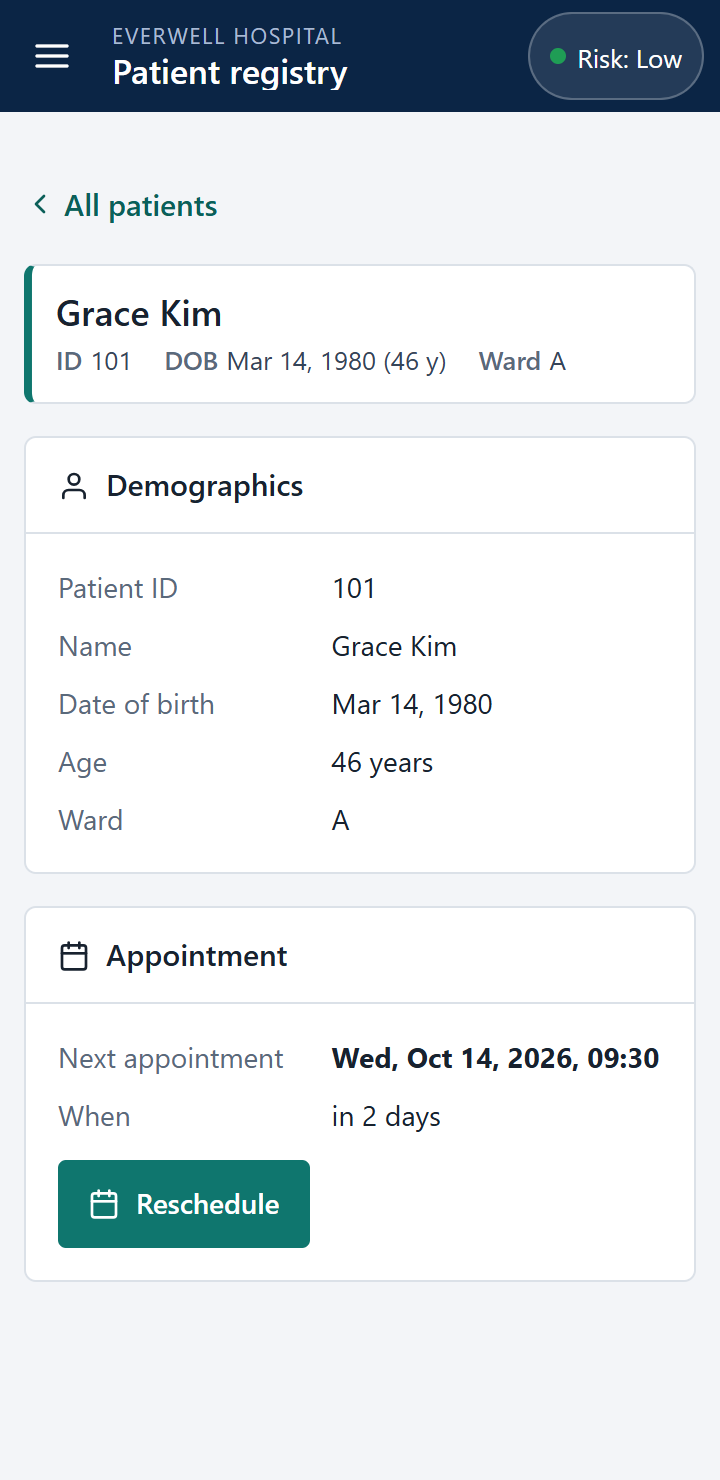 EVERWELL HOSPITAL
Patient registry
Risk: Low
All patients
Grace Kim
ID 101 DOB Mar 14, 1980 (46 y) Ward A
Demographics
Patient ID 101
Name Grace Kim
Date of birth Mar 14, 1980
Age 46 years
Ward A
Appointment
Next appointment Wed, Oct 14, 2026, 09:30
When in 2 days
Reschedule